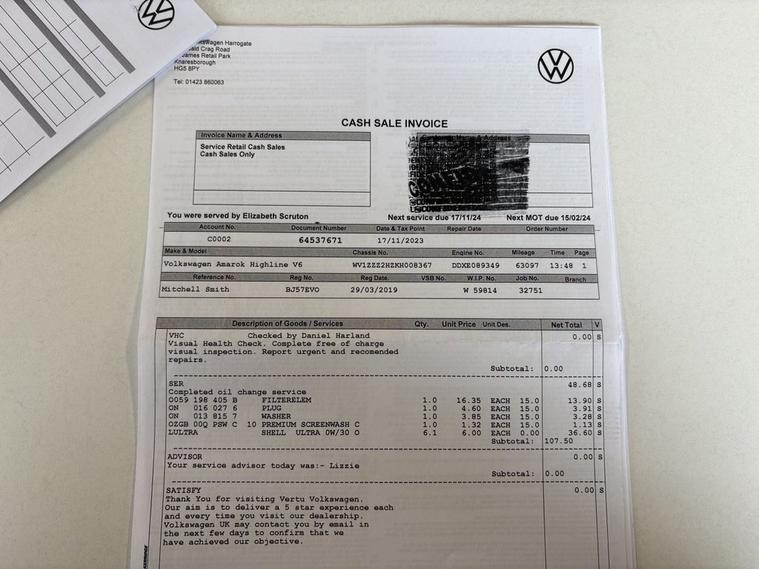 swagen Harrogate
ald Crag Road
James Retail Park
Knaresborough
HG5 8PY
Tel: 01423 860063
CASH SALE INVOICE
Invoice Name & Address
Service Retail Cash Sales
Cash Sales Only
You were served by Elizabeth Scruton
Next service due 17/11/24 Next MOT due 15/02/24
Account No. Document Number Date & Tax Point Repair Date Order Number
C0002 64537671 17/11/2023
Make & Model Chassis No. Engine No. Mileage Time Page
Volkswagen Amarok Highline V6 WV1ZZZ2HZKH008367 DDXE089349 63097 13:48 1
Reference No. Reg No. Reg Date. VSB No. W.I.P. No. Job No. Branch
Mitchell Smith BJ57EVO 29/03/2019 W 59814 32751
Description of Goods / Services Qty. Unit Price Unit Des. Net Total V
VHC Checked by Daniel Harland 0.00 S
Visual Health Check. Complete free of charge
visual inspection. Report urgent and recomended
repairs.
Subtotal: 0.00
SER 48.68 S
Completed oil change service
0059 198 405 B FILTERELEM 1.0 16.35 EACH 15.0 13.90 S
ON 016 027 6 PLUG 1.0 4.60 EACH 15.0 3.91 S
ON 013 815 7 WASHER 1.0 3.85 EACH 15.0 3.28 S
OZGB 00Q PSW C 10 PREMIUM SCREENWASH C 1.0 1.32 EACH 15.0 1.13 S
LULTRA SHELL ULTRA 0W/30 O 6.1 6.00 EACH 0.00 36.60 S
Subtotal: 107.50
ADVISOR 0.00 S
Your service advisor today was:- Lizzie
Subtotal: 0.00
SATISFY 0.00 S
Thank You for visiting Vertu Volkswagen.
Our aim is to deliver a 5 star experience each
and every time you visit our dealership.
Volkswagen UK may contact you by email in
the next few days to confirm that we
have achieved our objective.